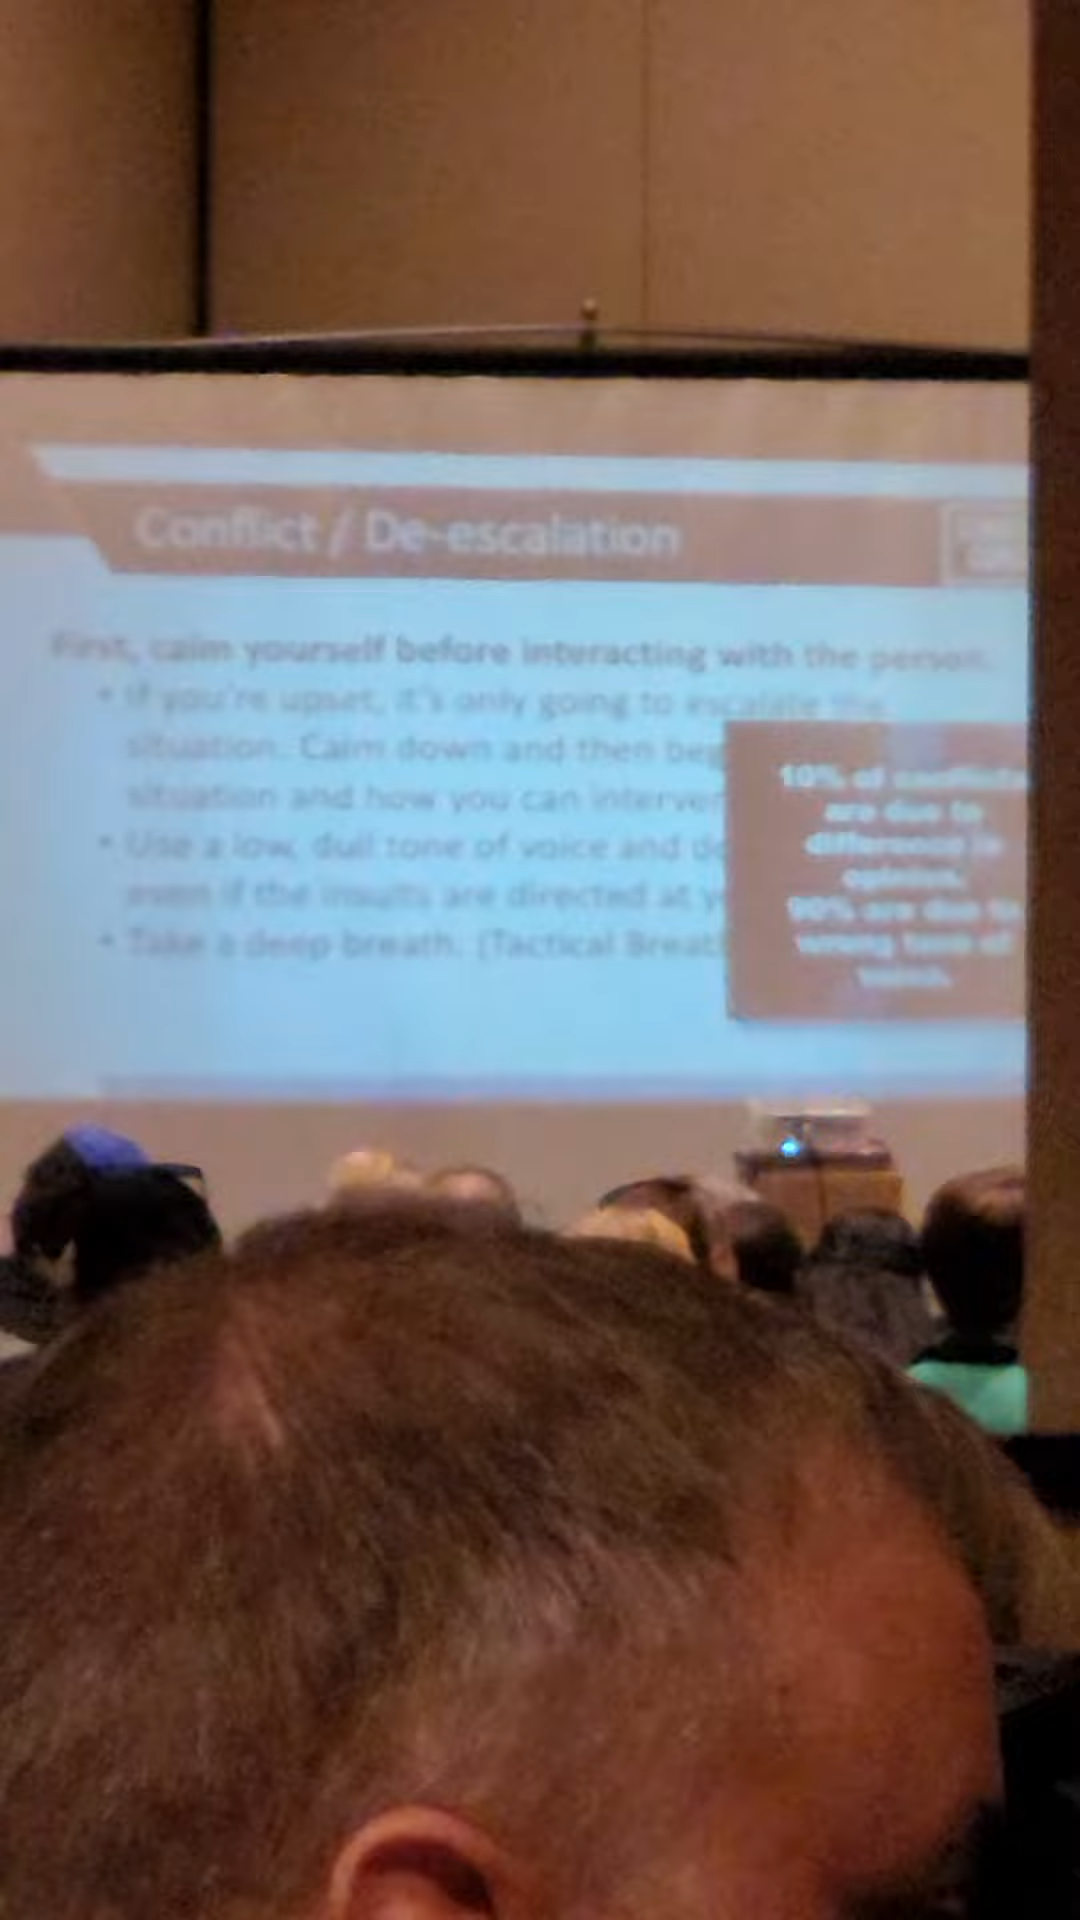 Conflict / De-escalation
First, calm yourself before interacting with the person.
• If you're upset, it's only going to escalate the
situation. Calm down and then beg
situation and how you can interven
• Use a low, dull tone of voice and de
even if the insults are directed at y
• Take a deep breath. (Tactical Breat
10% of conflicts
are due to
difference in
opinion.
90% are due to
wrong tone of
voice.